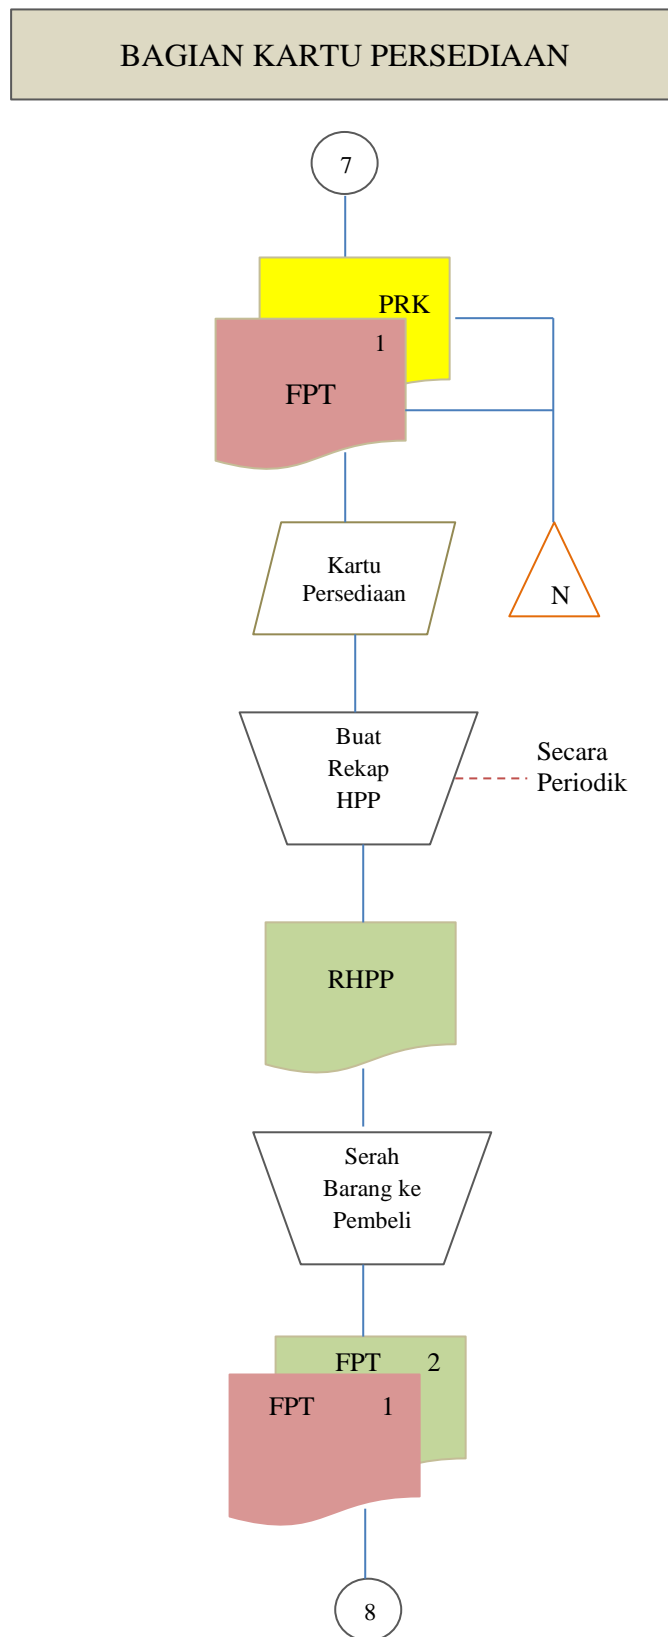 BAGIAN KARTU PERSEDIAAN
7
PRK
1
FPT
Kartu
Persediaan
N
Buat
Rekap
HPP
Secara
Periodik
RHPP
Serah
Barang ke
Pembeli
FPT 2
FPT 1
8